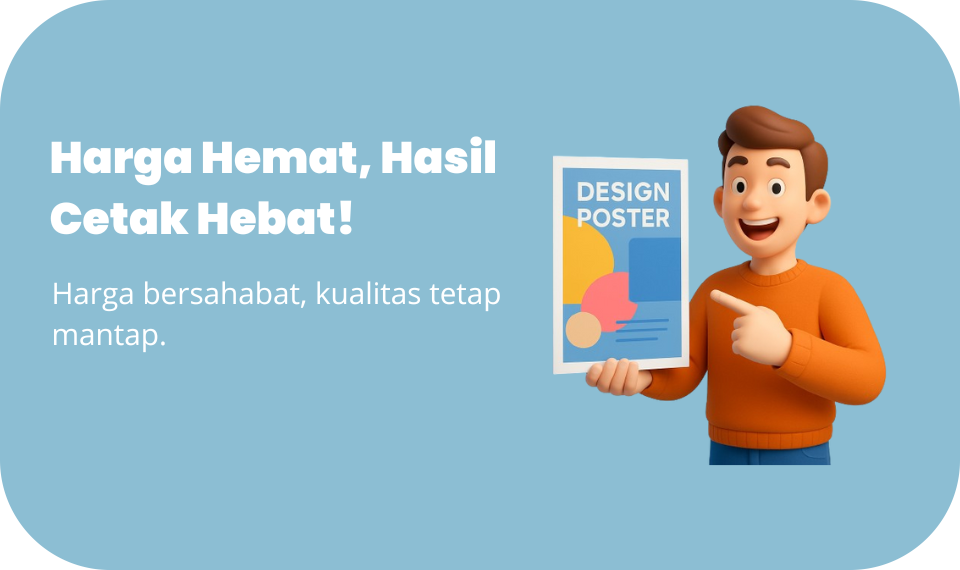 Harga Hemat, Hasil
Cetak Hebat!
Harga bersahabat, kualitas tetap
mantap.
DESIGN
POSTER